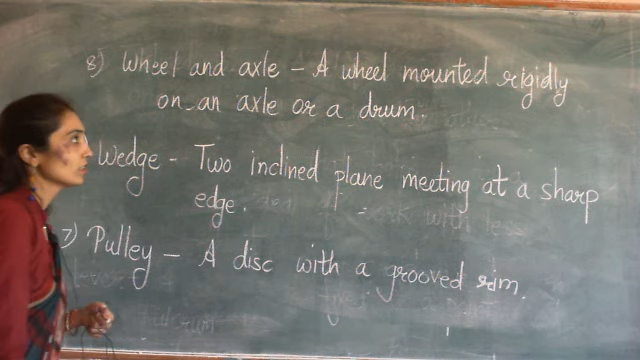 8) Wheel and axle - A wheel mounted rigidly
on an axle or a drum.
Wedge - Two inclined plane meeting at a sharp
edge.
7) Pulley - A disc with a grooved rim.